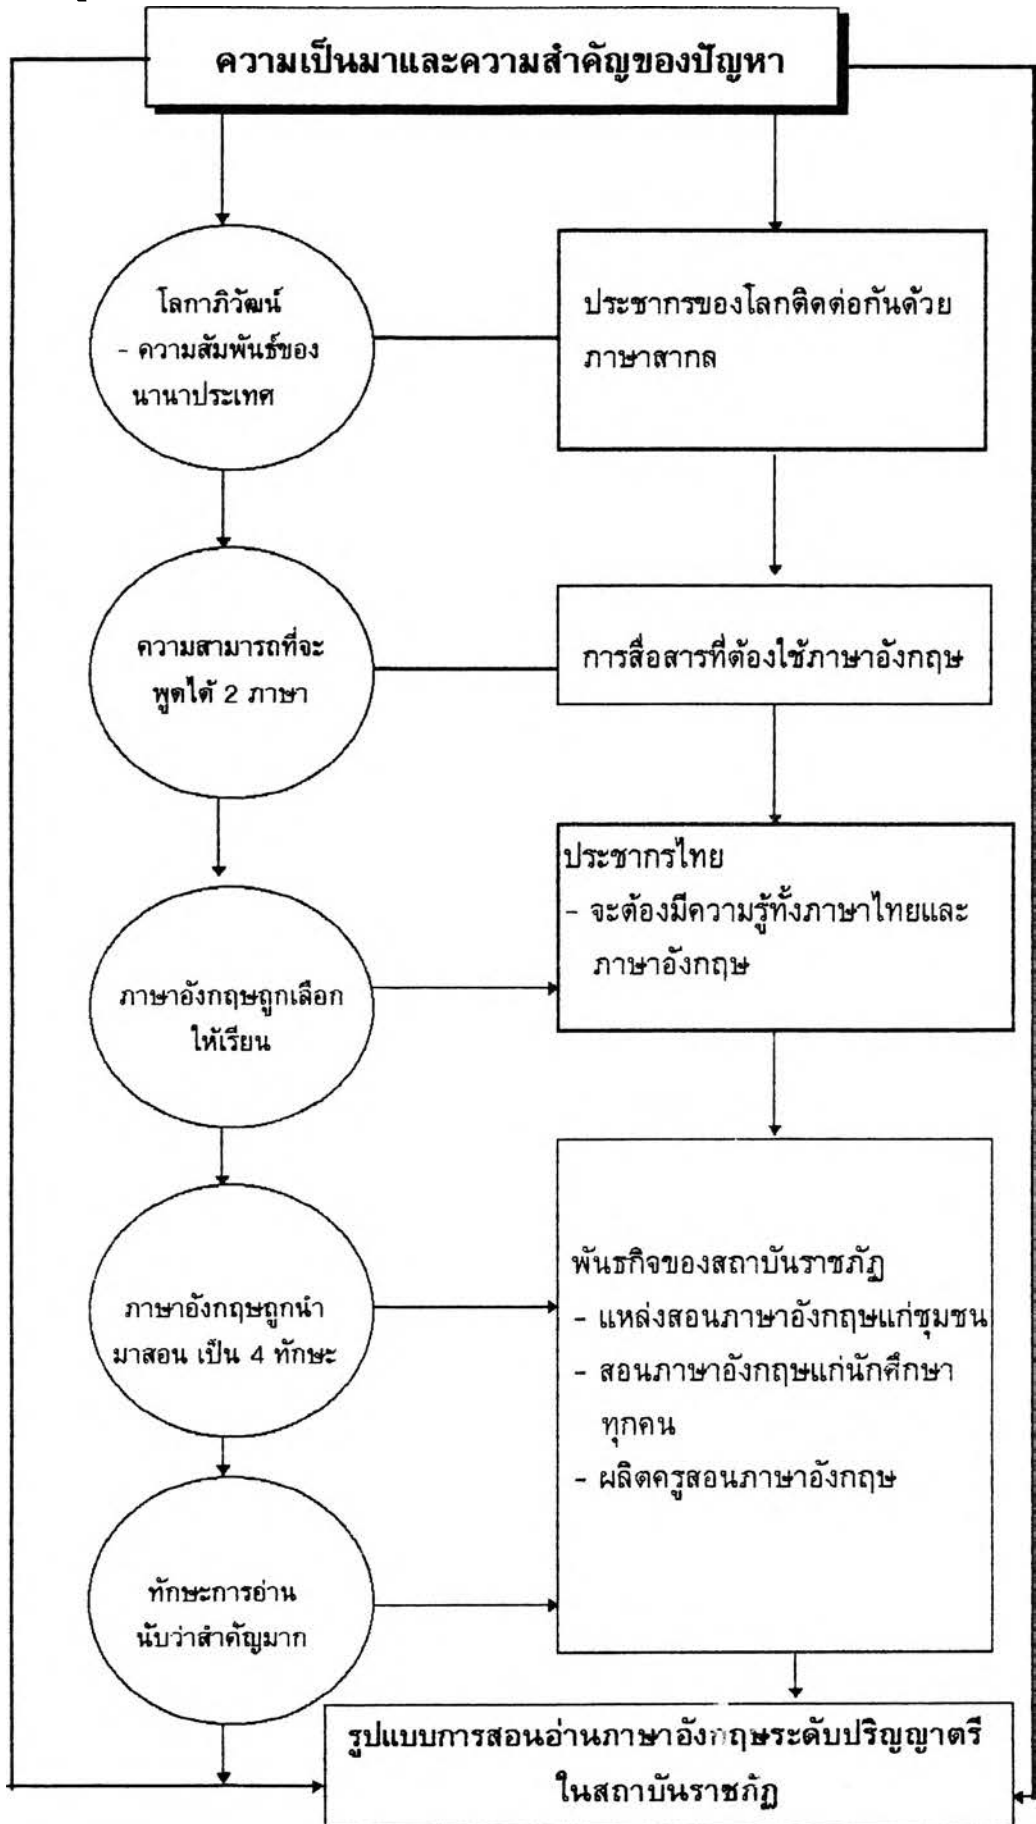 ความเป็นมาและความสำคัญของปัญหา
โลกาภิวัฒน์
- ความสัมพันธ์ของ
นานาประเทศ
ประชากรของโลกติดต่อกันด้วย
ภาษาสากล
ความสามารถที่จะ
พูดได้ 2 ภาษา
การสื่อสารที่ต้องใช้ภาษาอังกฤษ
ภาษาอังกฤษถูกเลือก
ให้เรียน
ประชากรไทย
- จะต้องมีความรู้ทั้งภาษาไทยและ
ภาษาอังกฤษ
ภาษาอังกฤษถูกนำ
มาสอน เป็น 4 ทักษะ
พันธกิจของสถาบันราชภัฏ
- แหล่งสอนภาษาอังกฤษแก่ชุมชน
- สอนภาษาอังกฤษแก่นักศึกษา
ทุกคน
- ผลิตครูสอนภาษาอังกฤษ
ทักษะการอ่าน
นับว่าสำคัญมาก
รูปแบบการสอนอ่านภาษาอังกฤษระดับปริญญาตรี
ในสถาบันราชภัฏ